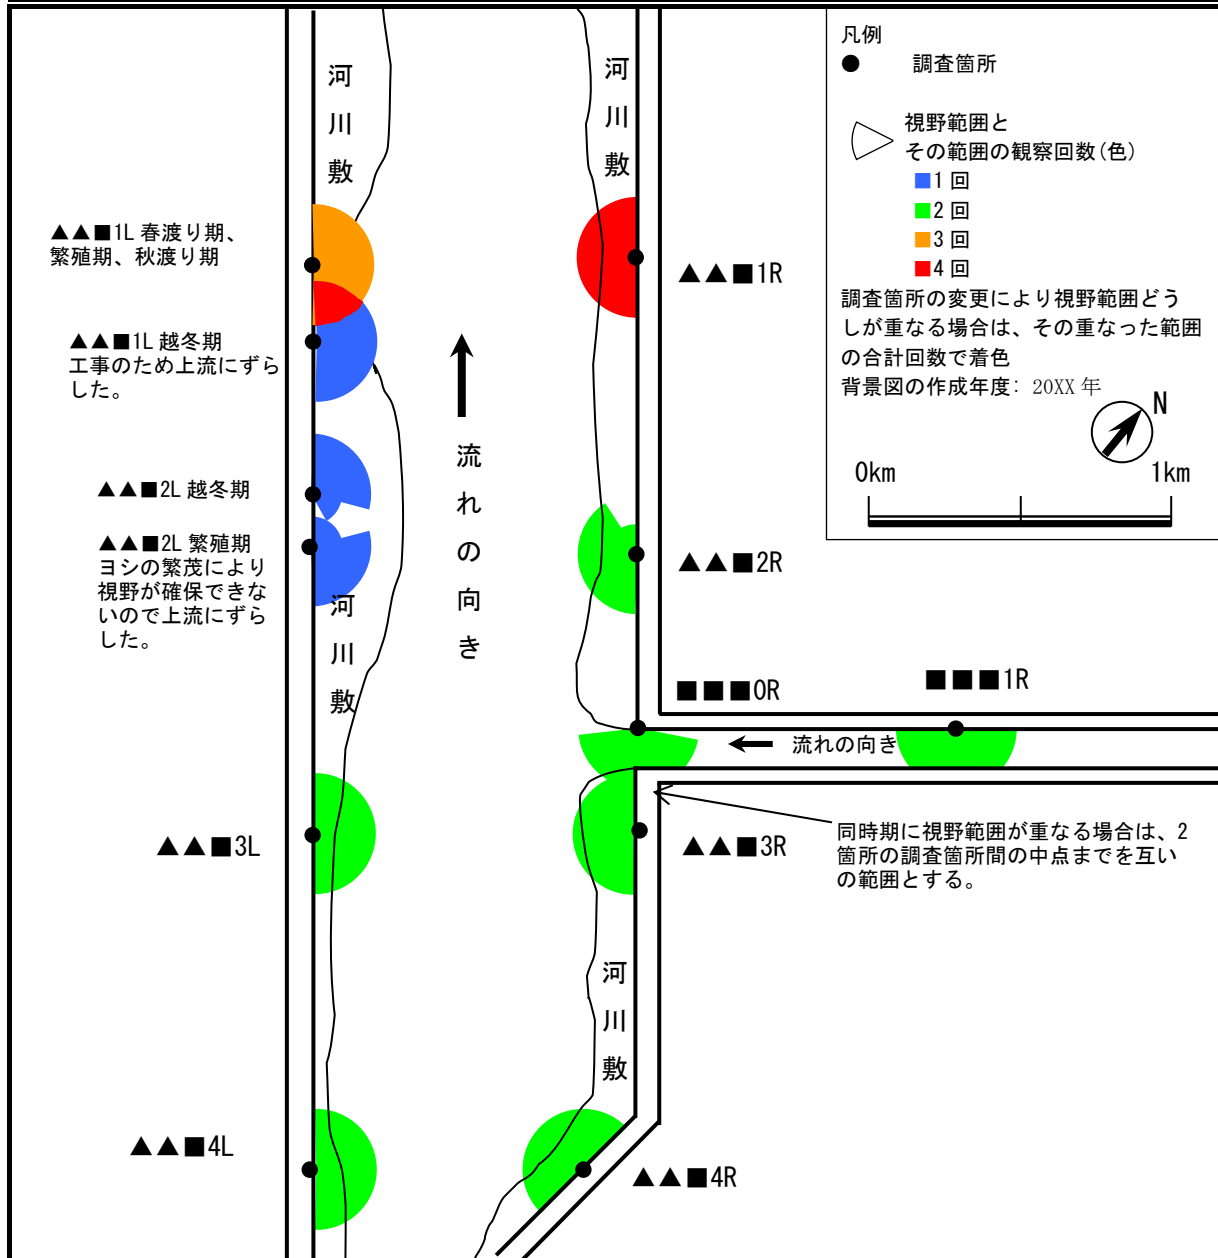 凡例
● 調査箇所
視野範囲と
その範囲の観察回数(色)
■1回
■2回
■3回
■4回
調査箇所の変更により視野範囲どう
しが重なる場合は、その重なった範囲
の合計回数で着色
背景図の作成年度: 20XX 年
N
0km 1km
河川敷
河川敷
▲▲■1L 春渡り期、
繁殖期、秋渡り期
▲▲■1R
▲▲■1L 越冬期
工事のため上流にずら
した。
流れの向き
▲▲■2L 越冬期
▲▲■2L 繁殖期
ヨシの繁茂により
視野が確保できな
いので上流にずら
した。
▲▲■2R
河川敷
■■■0R
■■■1R
流れの向き
▲▲■3L
▲▲■3R
同時期に視野範囲が重なる場合は、2
箇所の調査箇所間の中点までを互い
の範囲とする。
河川敷
▲▲■4L
▲▲■4R